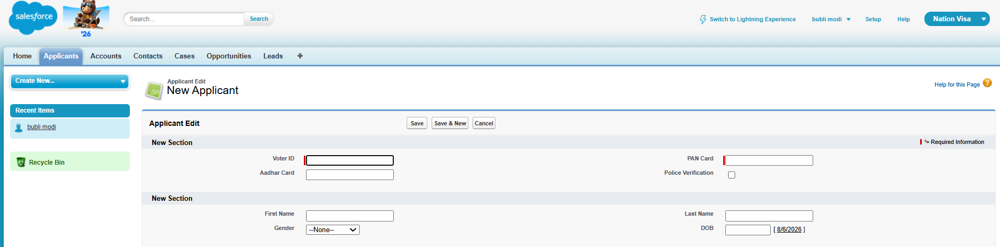 salesforce
'26
Search...
Search
Switch to Lightning Experience
bubli modi
Setup
Help
Nation Visa
Home Applicants Accounts Contacts Cases Opportunities Leads +
Create New...
Recent Items
bubli modi
Recycle Bin
50
Applicant Edit
New Applicant
Help for this Page ?
Applicant Edit Save Save & New Cancel
New Section *= Required Information
Voter ID PAN Card
Aadhar Card Police Verification
New Section
First Name Last Name
Gender --None-- DOB [ 8/6/2026 ]